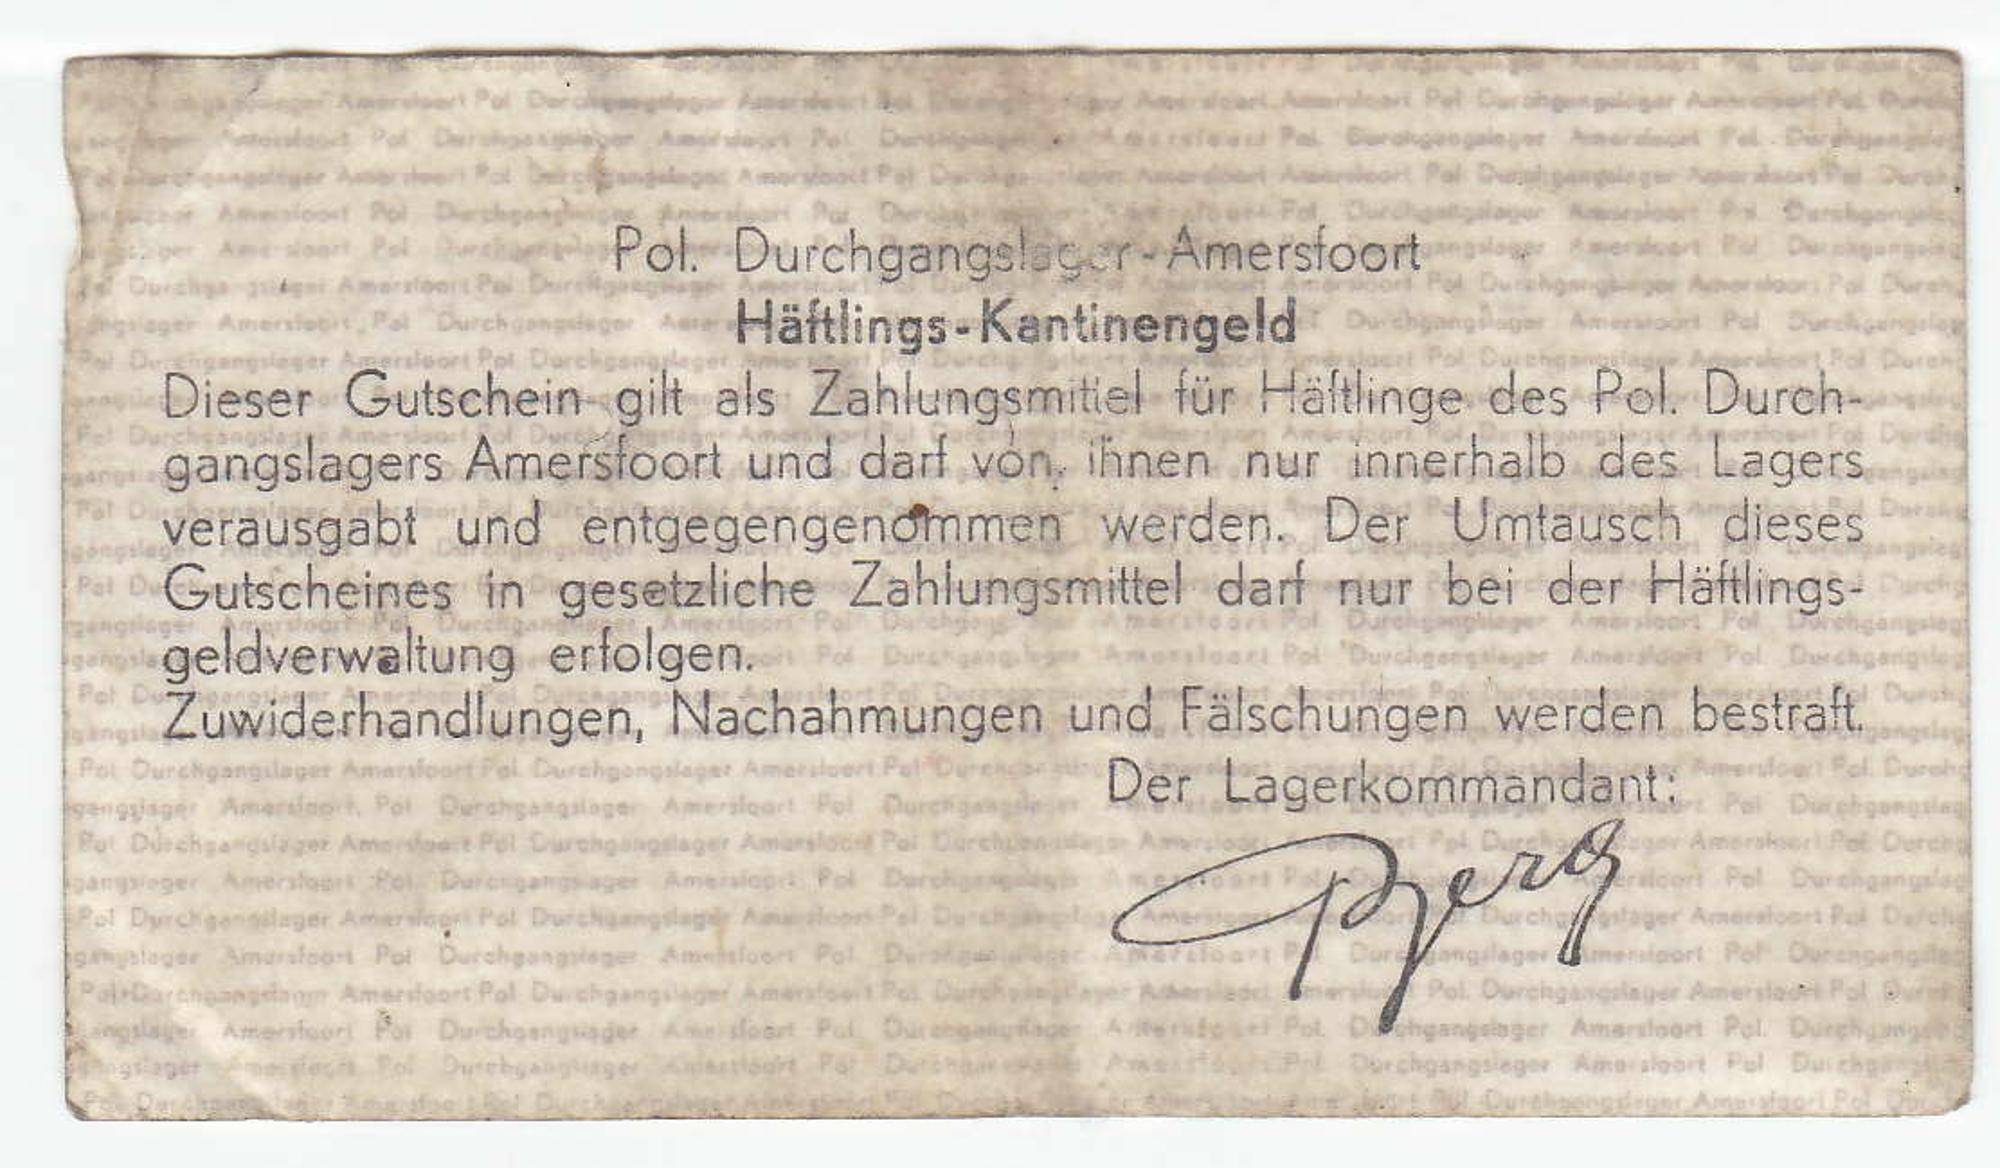 Pol. Durchgangslager-Amersfoort
Häftlings-Kantinengeld
Dieser Gutschein gilt als Zahlungsmittel für Häftlinge des Pol. Durch-
gangslagers Amersfoort und darf von ihnen nur innerhalb des Lagers
verausgabt und entgegengenommen werden. Der Umtausch dieses
Gutscheines in gesetzliche Zahlungsmittel darf nur bei der Häftlings-
geldverwaltung erfolgen.
Zuwiderhandlungen, Nachahmungen und Fälschungen werden bestraft.
Der Lagerkommandant:
Berg